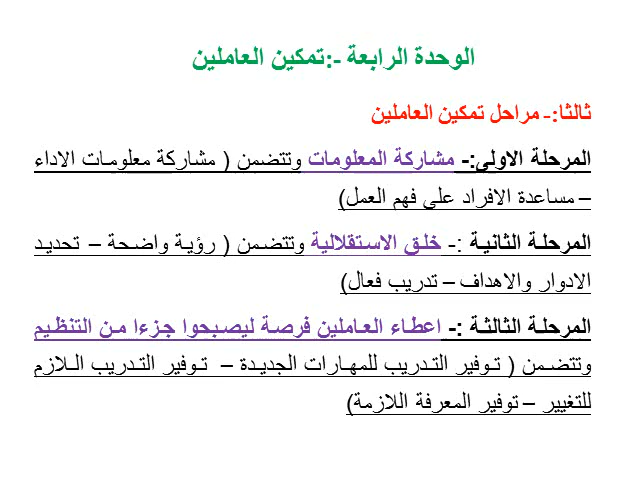 الوحدة الرابعة -:تمكين العاملين
ثالثا:- مراحل تمكين العاملين
المرحلة الاولى:- مشاركة المعلومات وتتضمن ( مشاركة معلومات الاداء
– مساعدة الافراد على فهم العمل)
المرحلة الثانية :- خلق الاستقلالية وتتضمن ( رؤية واضحة – تحديد
الادوار والاهداف – تدريب فعال)
المرحلة الثالثة :- اعطاء العاملين فرصة ليصبحوا جزءا من التنظيم
وتتضمن ( توفير التدريب للمهارات الجديدة – توفير التدريب اللازم
للتغيير – توفير المعرفة اللازمة)